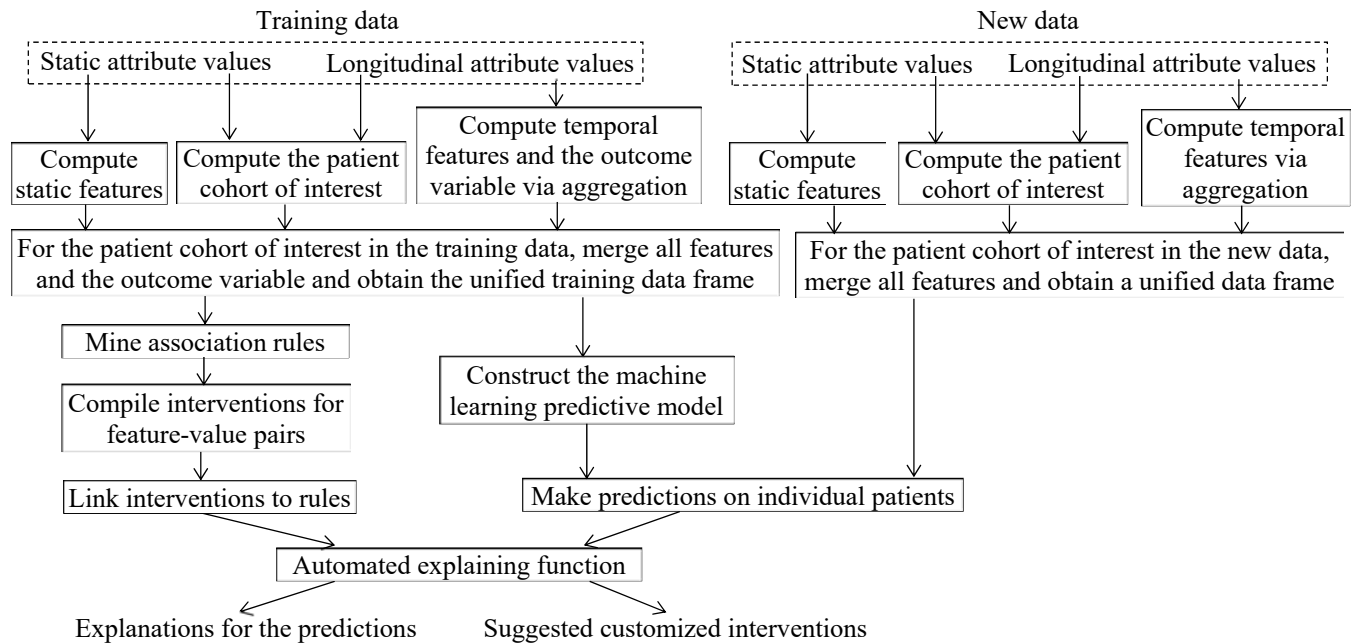 Training data
New data
Static attribute values
Longitudinal attribute values
Static attribute values
Longitudinal attribute values
Compute
static features
Compute the patient
cohort of interest
Compute temporal
features and the outcome
variable via aggregation
Compute
static features
Compute the patient
cohort of interest
Compute temporal
features via
aggregation
For the patient cohort of interest in the training data, merge all features
and the outcome variable and obtain the unified training data frame
For the patient cohort of interest in the new data,
merge all features and obtain a unified data frame
Mine association rules
Compile interventions for
feature-value pairs
Construct the machine
learning predictive model
Link interventions to rules
Make predictions on individual patients
Automated explaining function
Explanations for the predictions
Suggested customized interventions